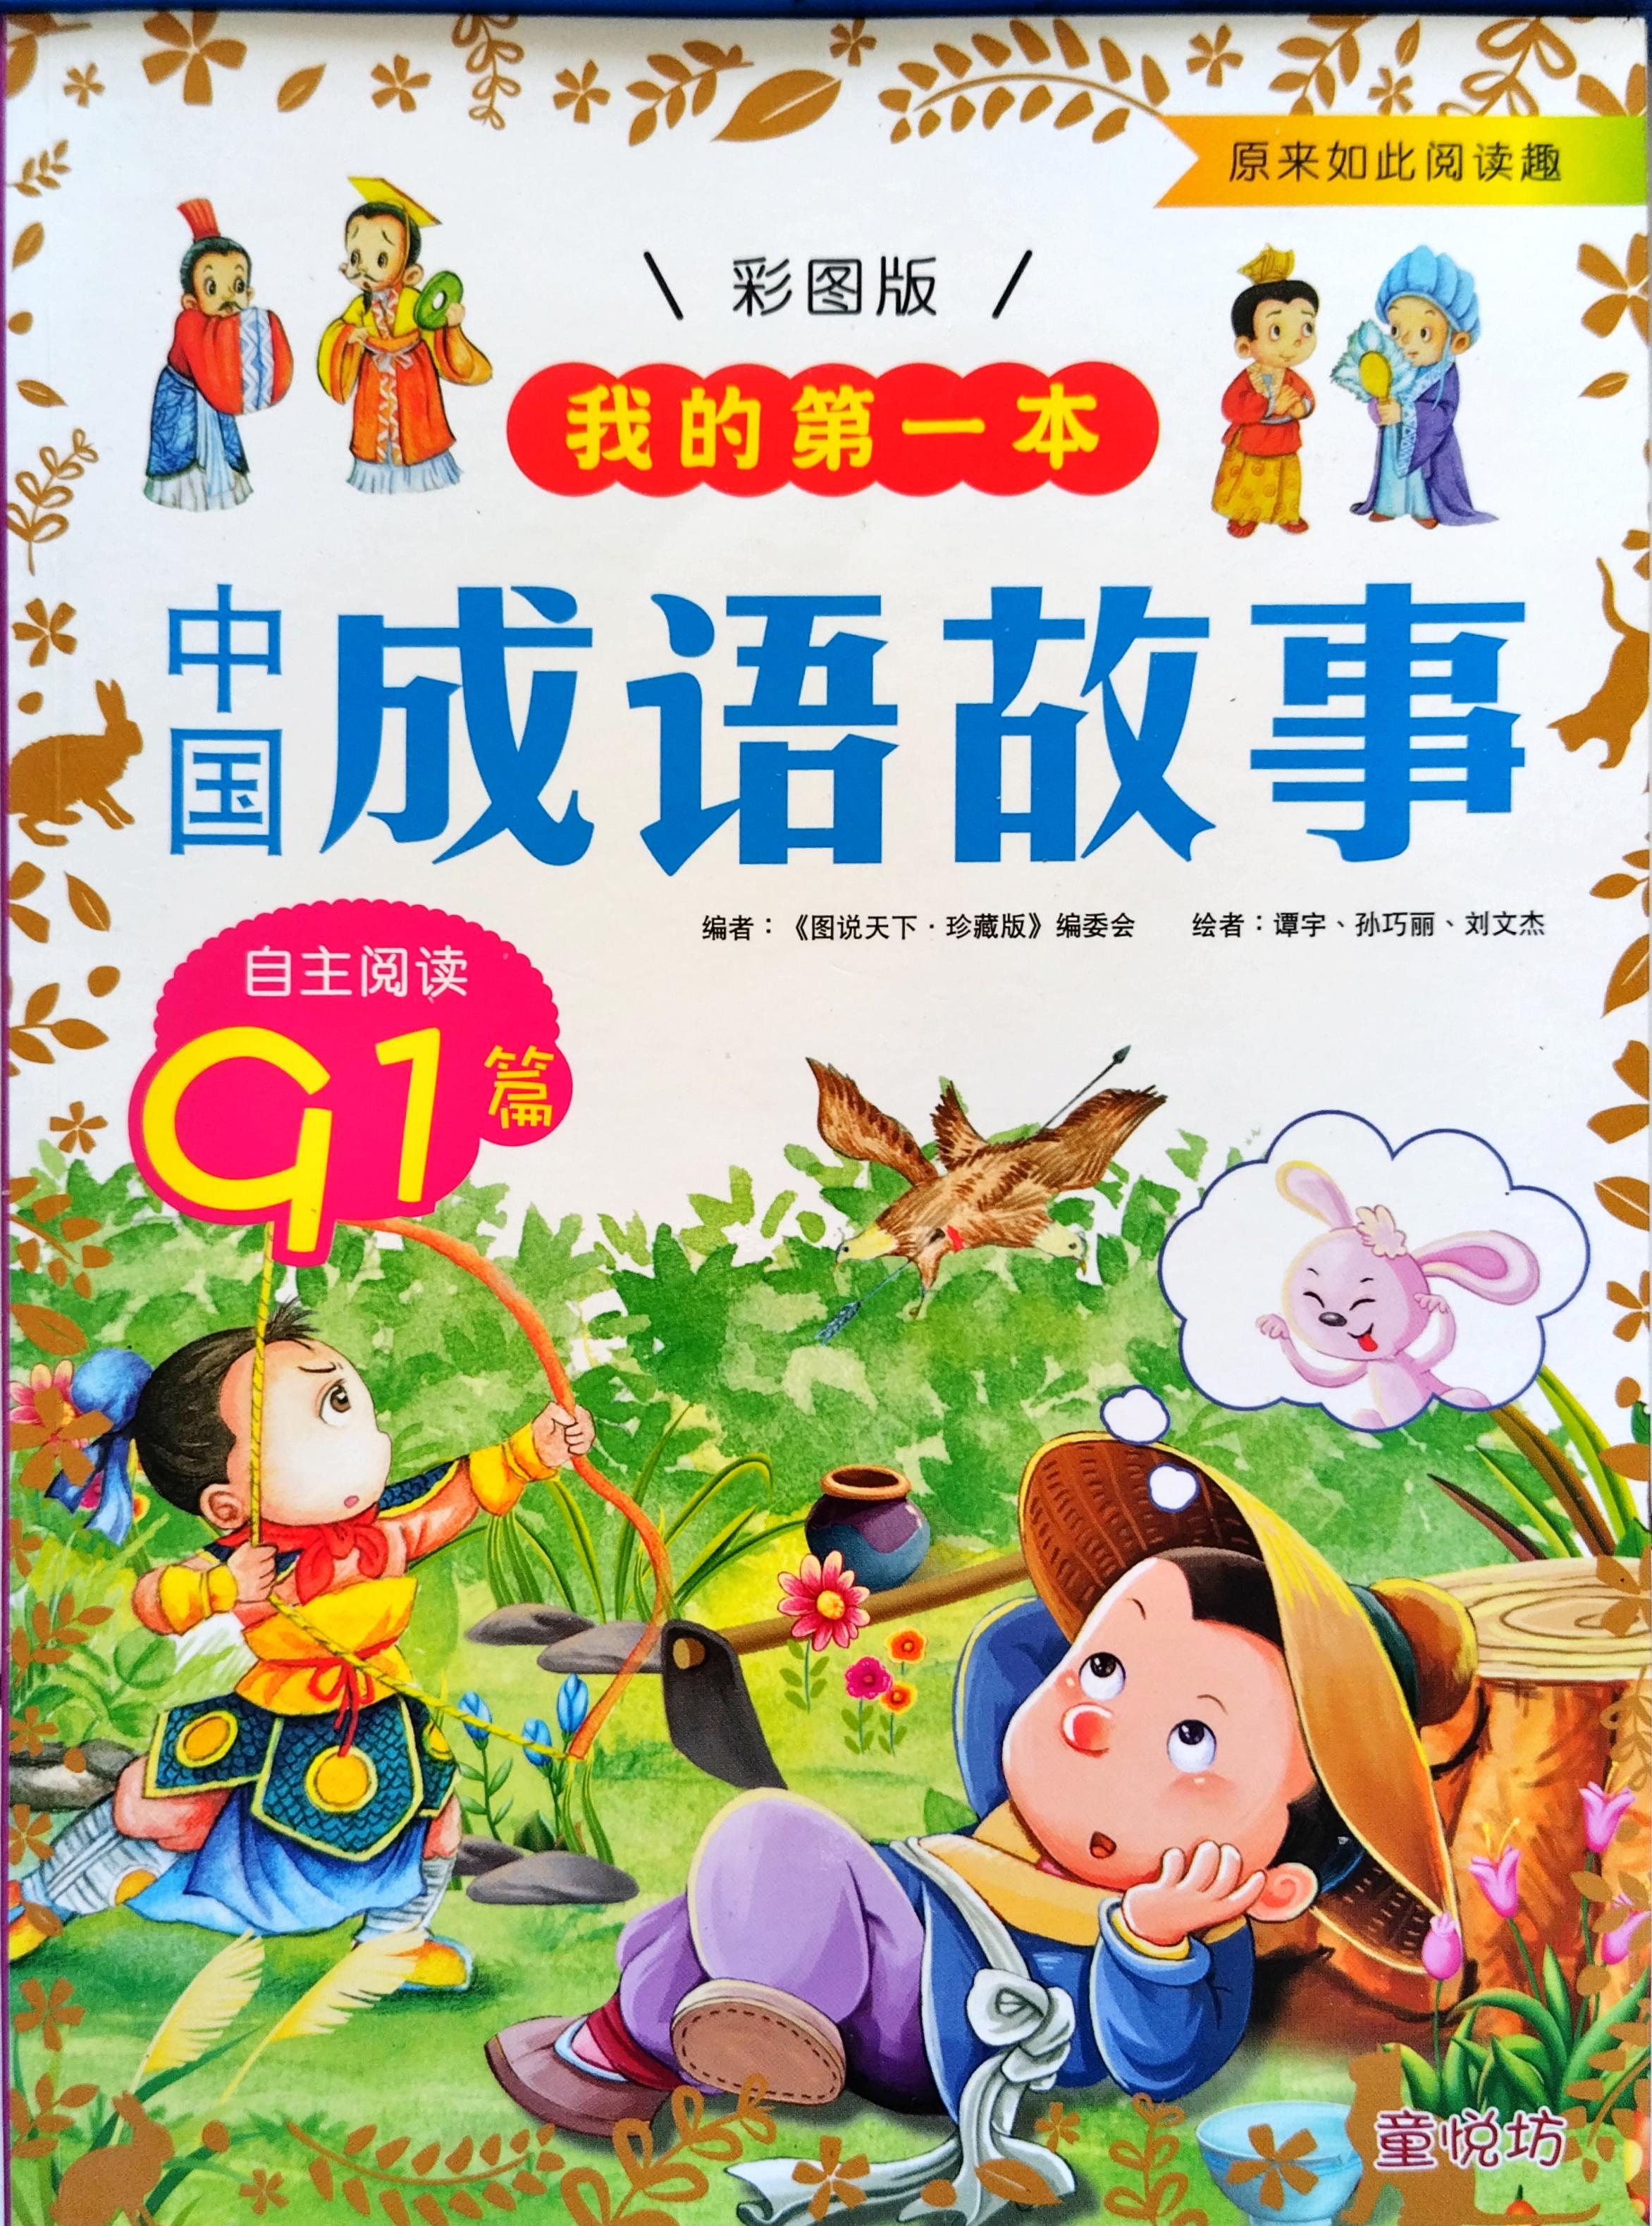 原来如此阅读趣
彩图版
我的第一本
中国
成语故事
编者：《图说天下·珍藏版》编委会 绘者：谭宇、孙巧丽、刘文杰
自主阅读
91篇
童悦坊